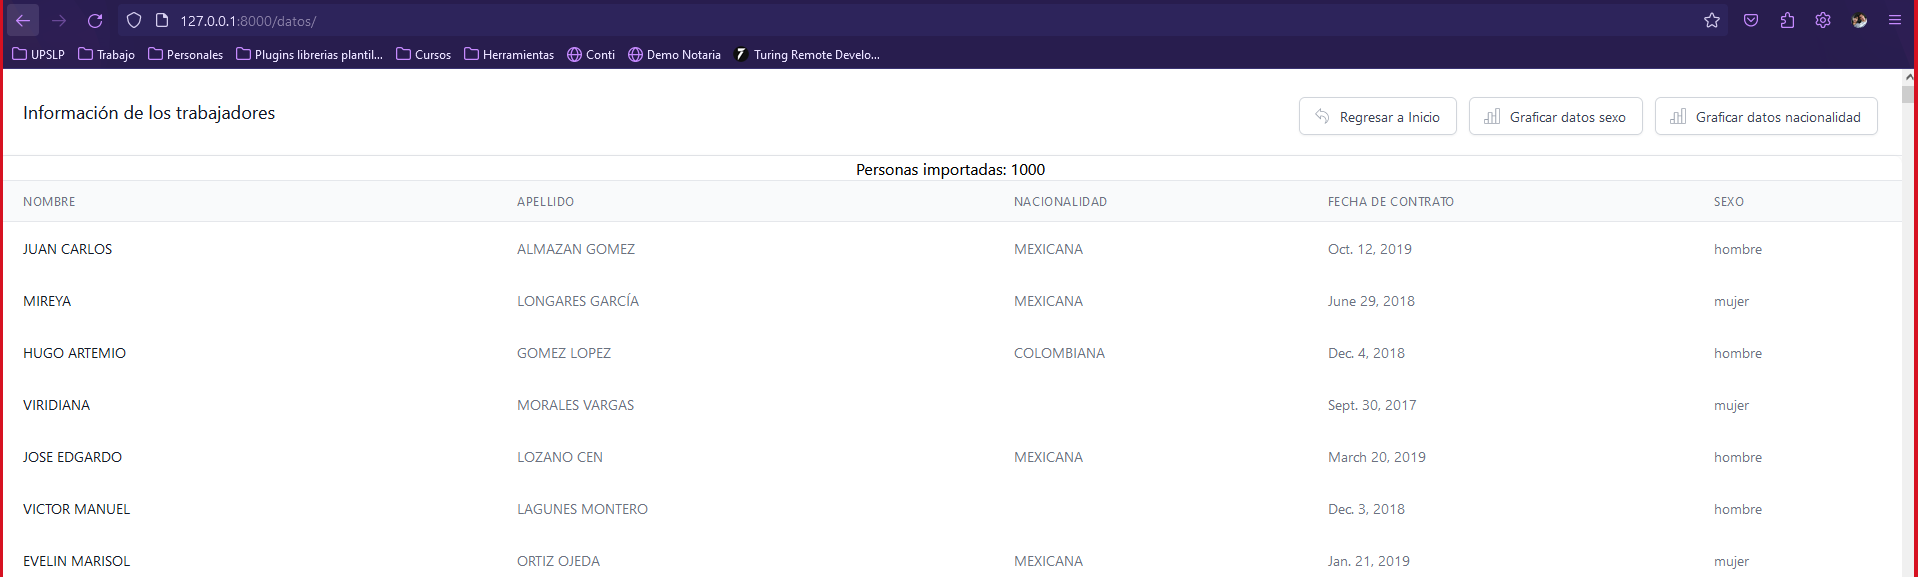 127.0.0.1:8000/datos/
UPSLP Trabajo Personales Plugins librerias plantil... Cursos Herramientas Conti Demo Notaria Turing Remote Develo...
Información de los trabajadores Regresar a Inicio Graficar datos sexo Graficar datos nacionalidad
Personas importadas: 1000
NOMBRE APELLIDO NACIONALIDAD FECHA DE CONTRATO SEXO
JUAN CARLOS ALMAZAN GOMEZ MEXICANA Oct. 12, 2019 hombre
MIREYA LONGARES GARCÍA MEXICANA June 29, 2018 mujer
HUGO ARTEMIO GOMEZ LOPEZ COLOMBIANA Dec. 4, 2018 hombre
VIRIDIANA MORALES VARGAS Sept. 30, 2017 mujer
JOSE EDGARDO LOZANO CEN MEXICANA March 20, 2019 hombre
VICTOR MANUEL LAGUNES MONTERO Dec. 3, 2018 hombre
EVELIN MARISOL ORTIZ OJEDA MEXICANA Jan. 21, 2019 mujer